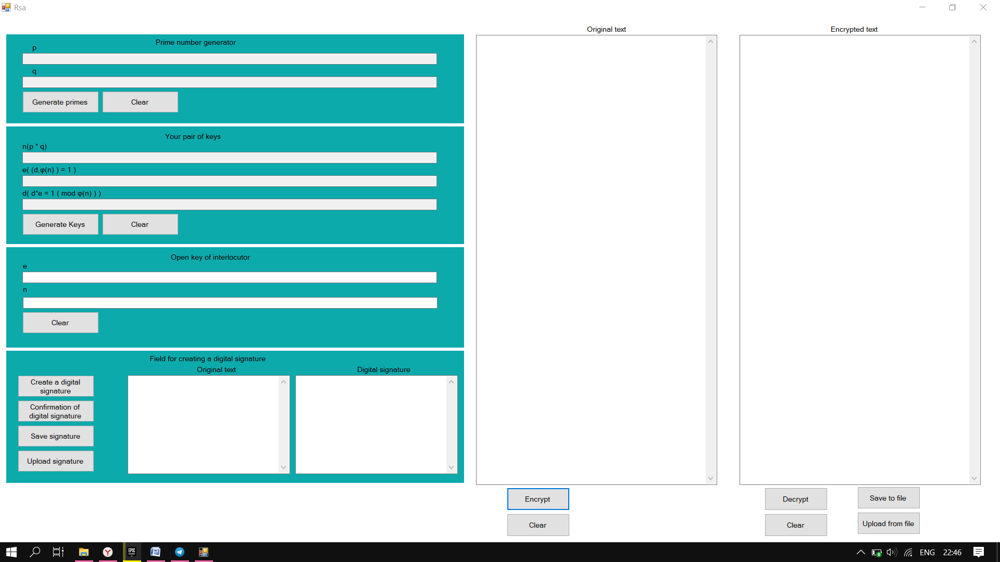 Rsa
Prime number generator
p
q
Generate primes
Clear
Your pair of keys
n(p * q)
e( (d,φ(n) ) = 1 )
d( d*e = 1 ( mod φ(n) ) )
Generate Keys
Clear
Open key of interlocutor
e
n
Clear
Field for creating a digital signature
Original text
Digital signature
Create a digital
signature
Confirmation of
digital signature
Save signature
Upload signature
Original text
Encrypt
Clear
Encrypted text
Decrypt
Save to file
Clear
Upload from file
EPIC
GAMES
ENG
22:46